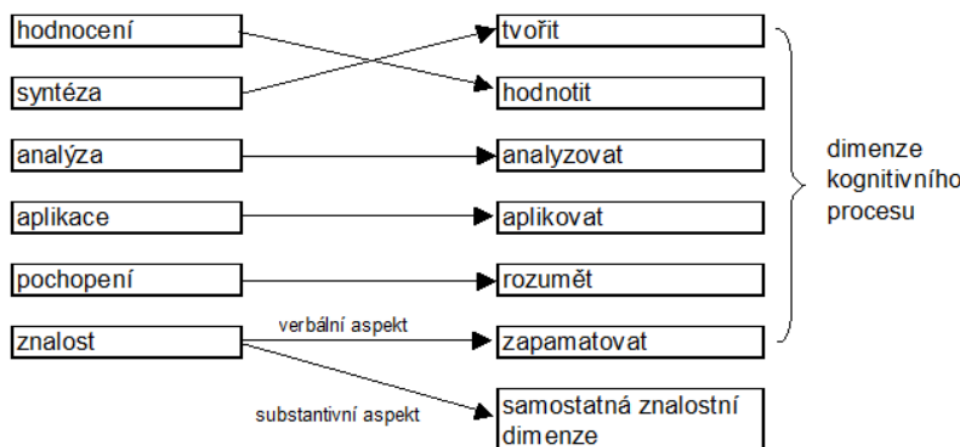 hodnocení
tvořit
syntéza
hodnotit
analýza
analyzovat
dimenze
kognitivního
procesu
aplikace
aplikovat
pochopení
rozumět
znalost
verbální aspekt
zapamatovat
substantivní aspekt
samostatná znalostní
dimenze